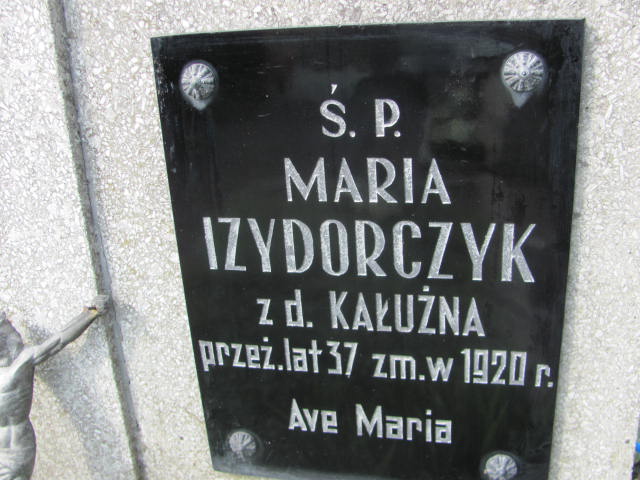 Ś. P.
MARIA
IZYDORCZYK
z d. KAŁUŻNA
przeż. lat 37 zm. w 1920 r.
Ave Maria